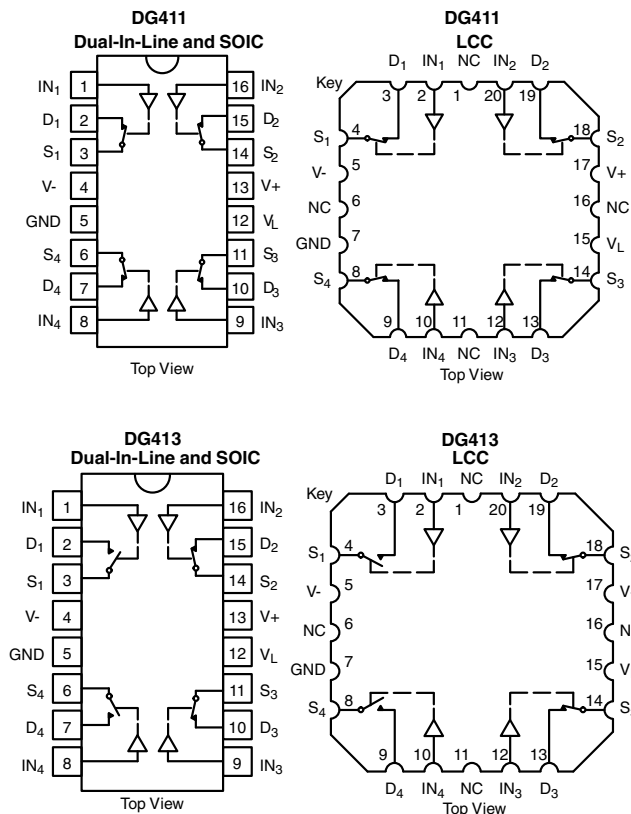 DG411
Dual-In-Line and SOIC
IN1 1 16 IN2
D1 2 15 D2
S1 3 14 S2
V- 4 13 V+
GND 5 12 VL
S4 6 11 S3
D4 7 10 D3
IN4 8 9 IN3
Top View
DG411
LCC
D1 IN1 NC IN2 D2
Key 3 2 1 20 19
S1 4 18 S2
V- 5 17 V+
NC 6 16 NC
GND 7 15 VL
S4 8 14 S3
9 10 11 12 13
D4 IN4 NC IN3 D3
Top View
DG413
Dual-In-Line and SOIC
IN1 1 16 IN2
D1 2 15 D2
S1 3 14 S2
V- 4 13 V+
GND 5 12 VL
S4 6 11 S3
D4 7 10 D3
IN4 8 9 IN3
Top View
DG413
LCC
D1 IN1 NC IN2 D2
Key 3 2 1 20 19
S1 4 18 S
V- 5 17 V
NC 6 16 N
GND 7 15 V
S4 8 14 S
9 10 11 12 13
D4 IN4 NC IN3 D3
Top View